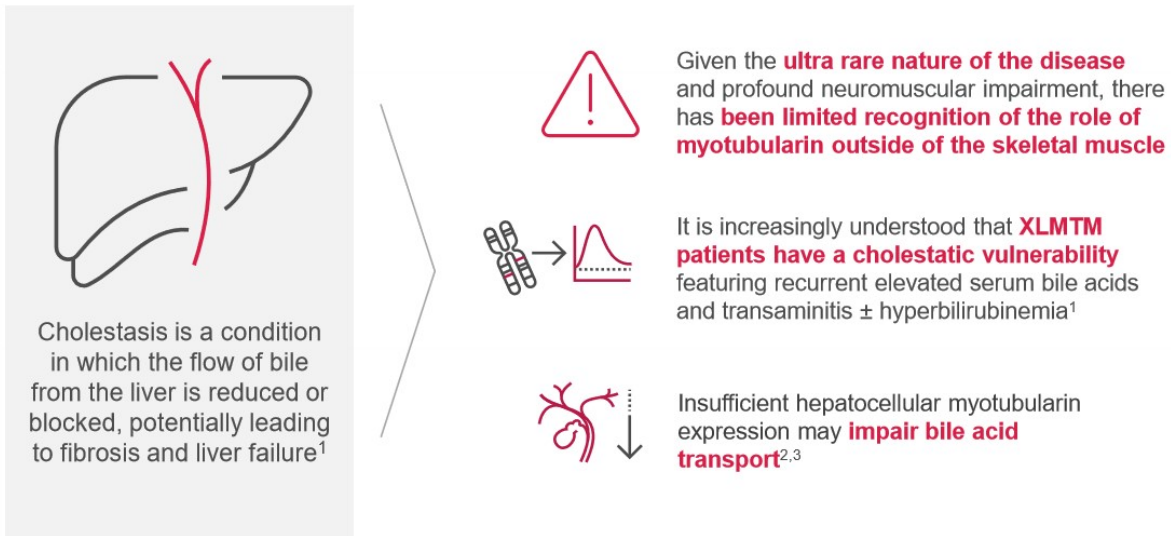 Cholestasis is a condition
in which the flow of bile
from the liver is reduced or
blocked, potentially leading
to fibrosis and liver failure¹
Given the ultra rare nature of the disease
and profound neuromuscular impairment, there
has been limited recognition of the role of
myotubularin outside of the skeletal muscle
It is increasingly understood that XLMTM
patients have a cholestatic vulnerability
featuring recurrent elevated serum bile acids
and transaminitis ± hyperbilirubinemia¹
Insufficient hepatocellular myotubularin
expression may impair bile acid
transport²,³